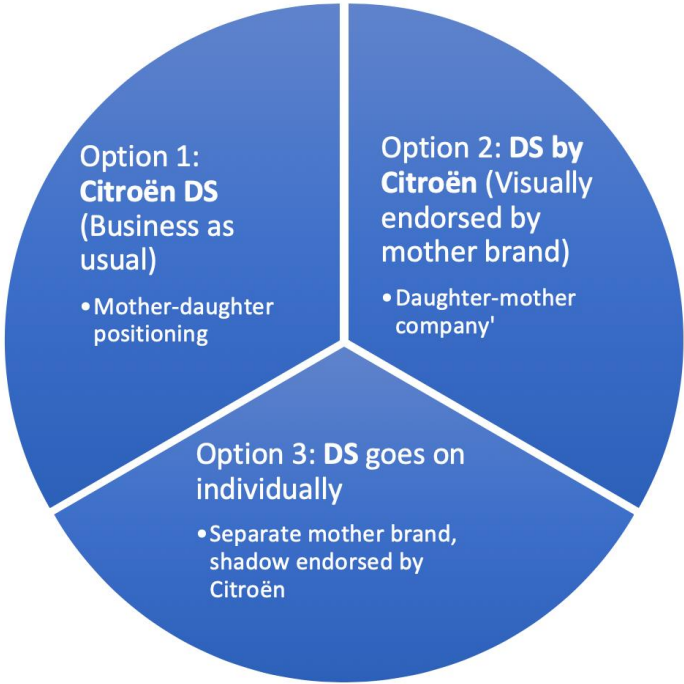 Option 1:
Citroën DS
(Business as
usual)
•Mother-daughter
positioning
Option 2: DS by
Citroën (Visually
endorsed by
mother brand)
•Daughter-mother
company'
Option 3: DS goes on
individually
•Separate mother brand,
shadow endorsed by
Citroën